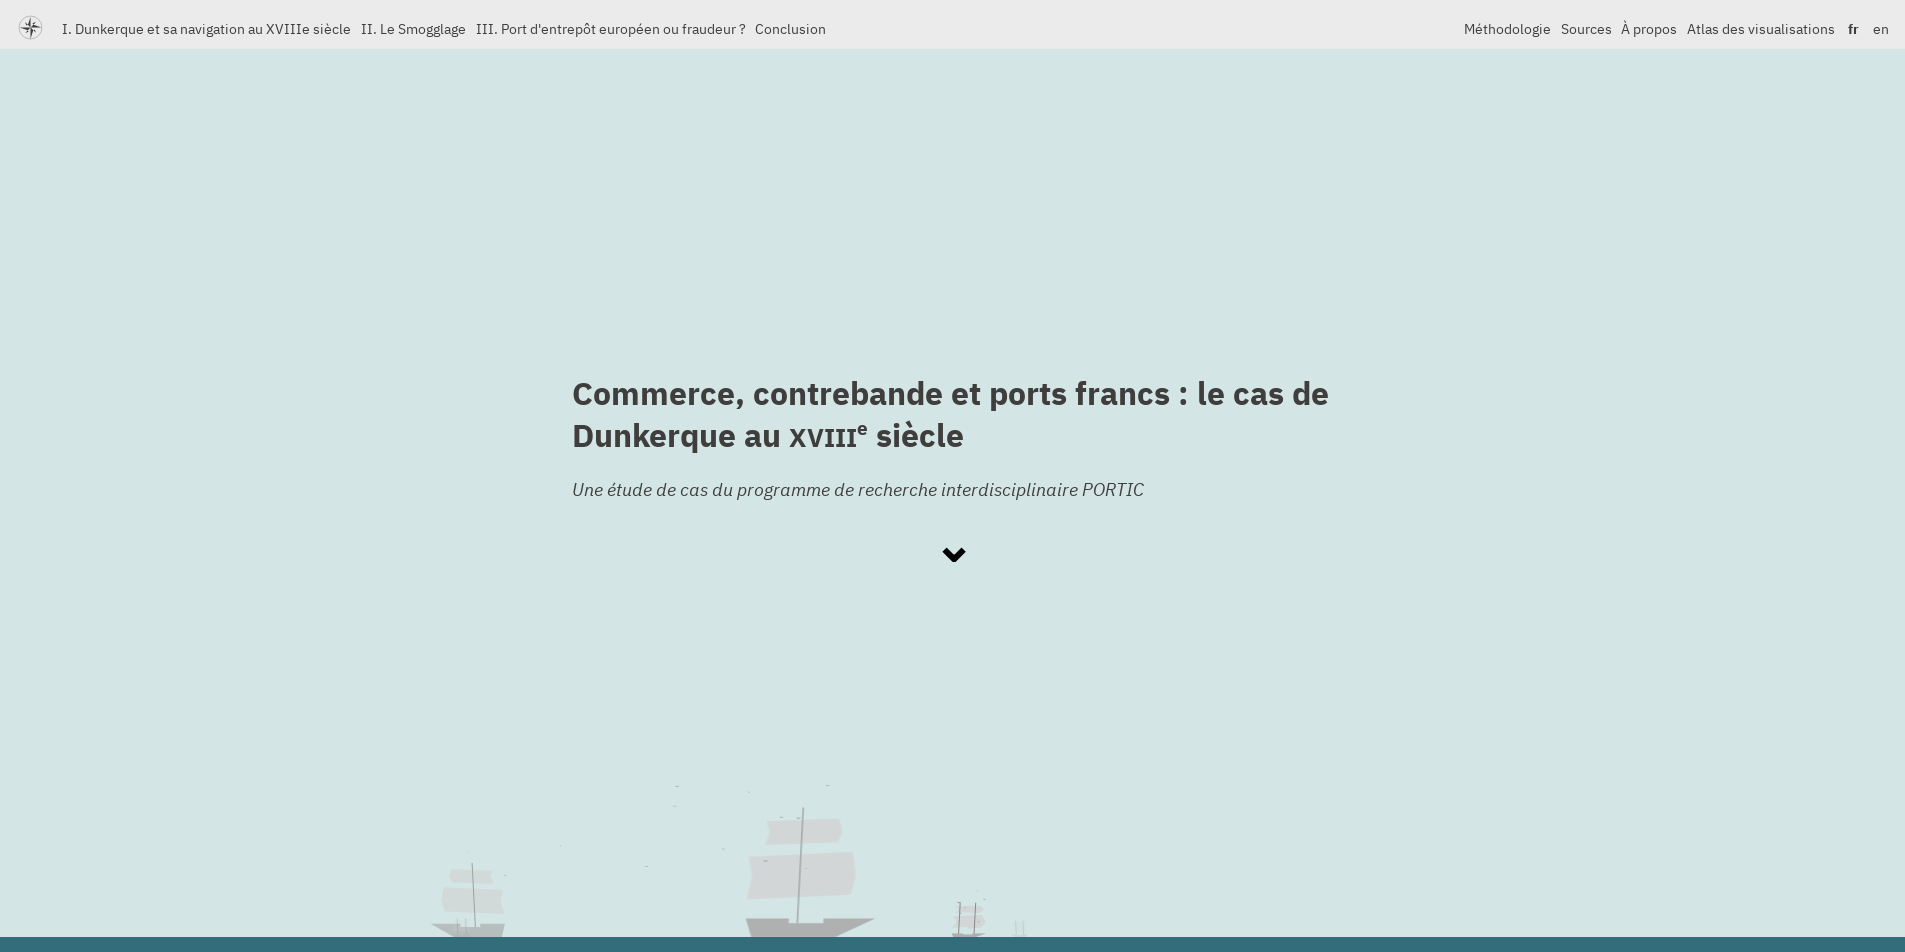 I. Dunkerque et sa navigation au XVIIIe siècle II. Le Smogglage III. Port d'entrepôt européen ou fraudeur ? Conclusion Méthodologie Sources À propos Atlas des visualisations fr en
Commerce, contrebande et ports francs : le cas de
Dunkerque au XVIIIe siècle
Une étude de cas du programme de recherche interdisciplinaire PORTIC